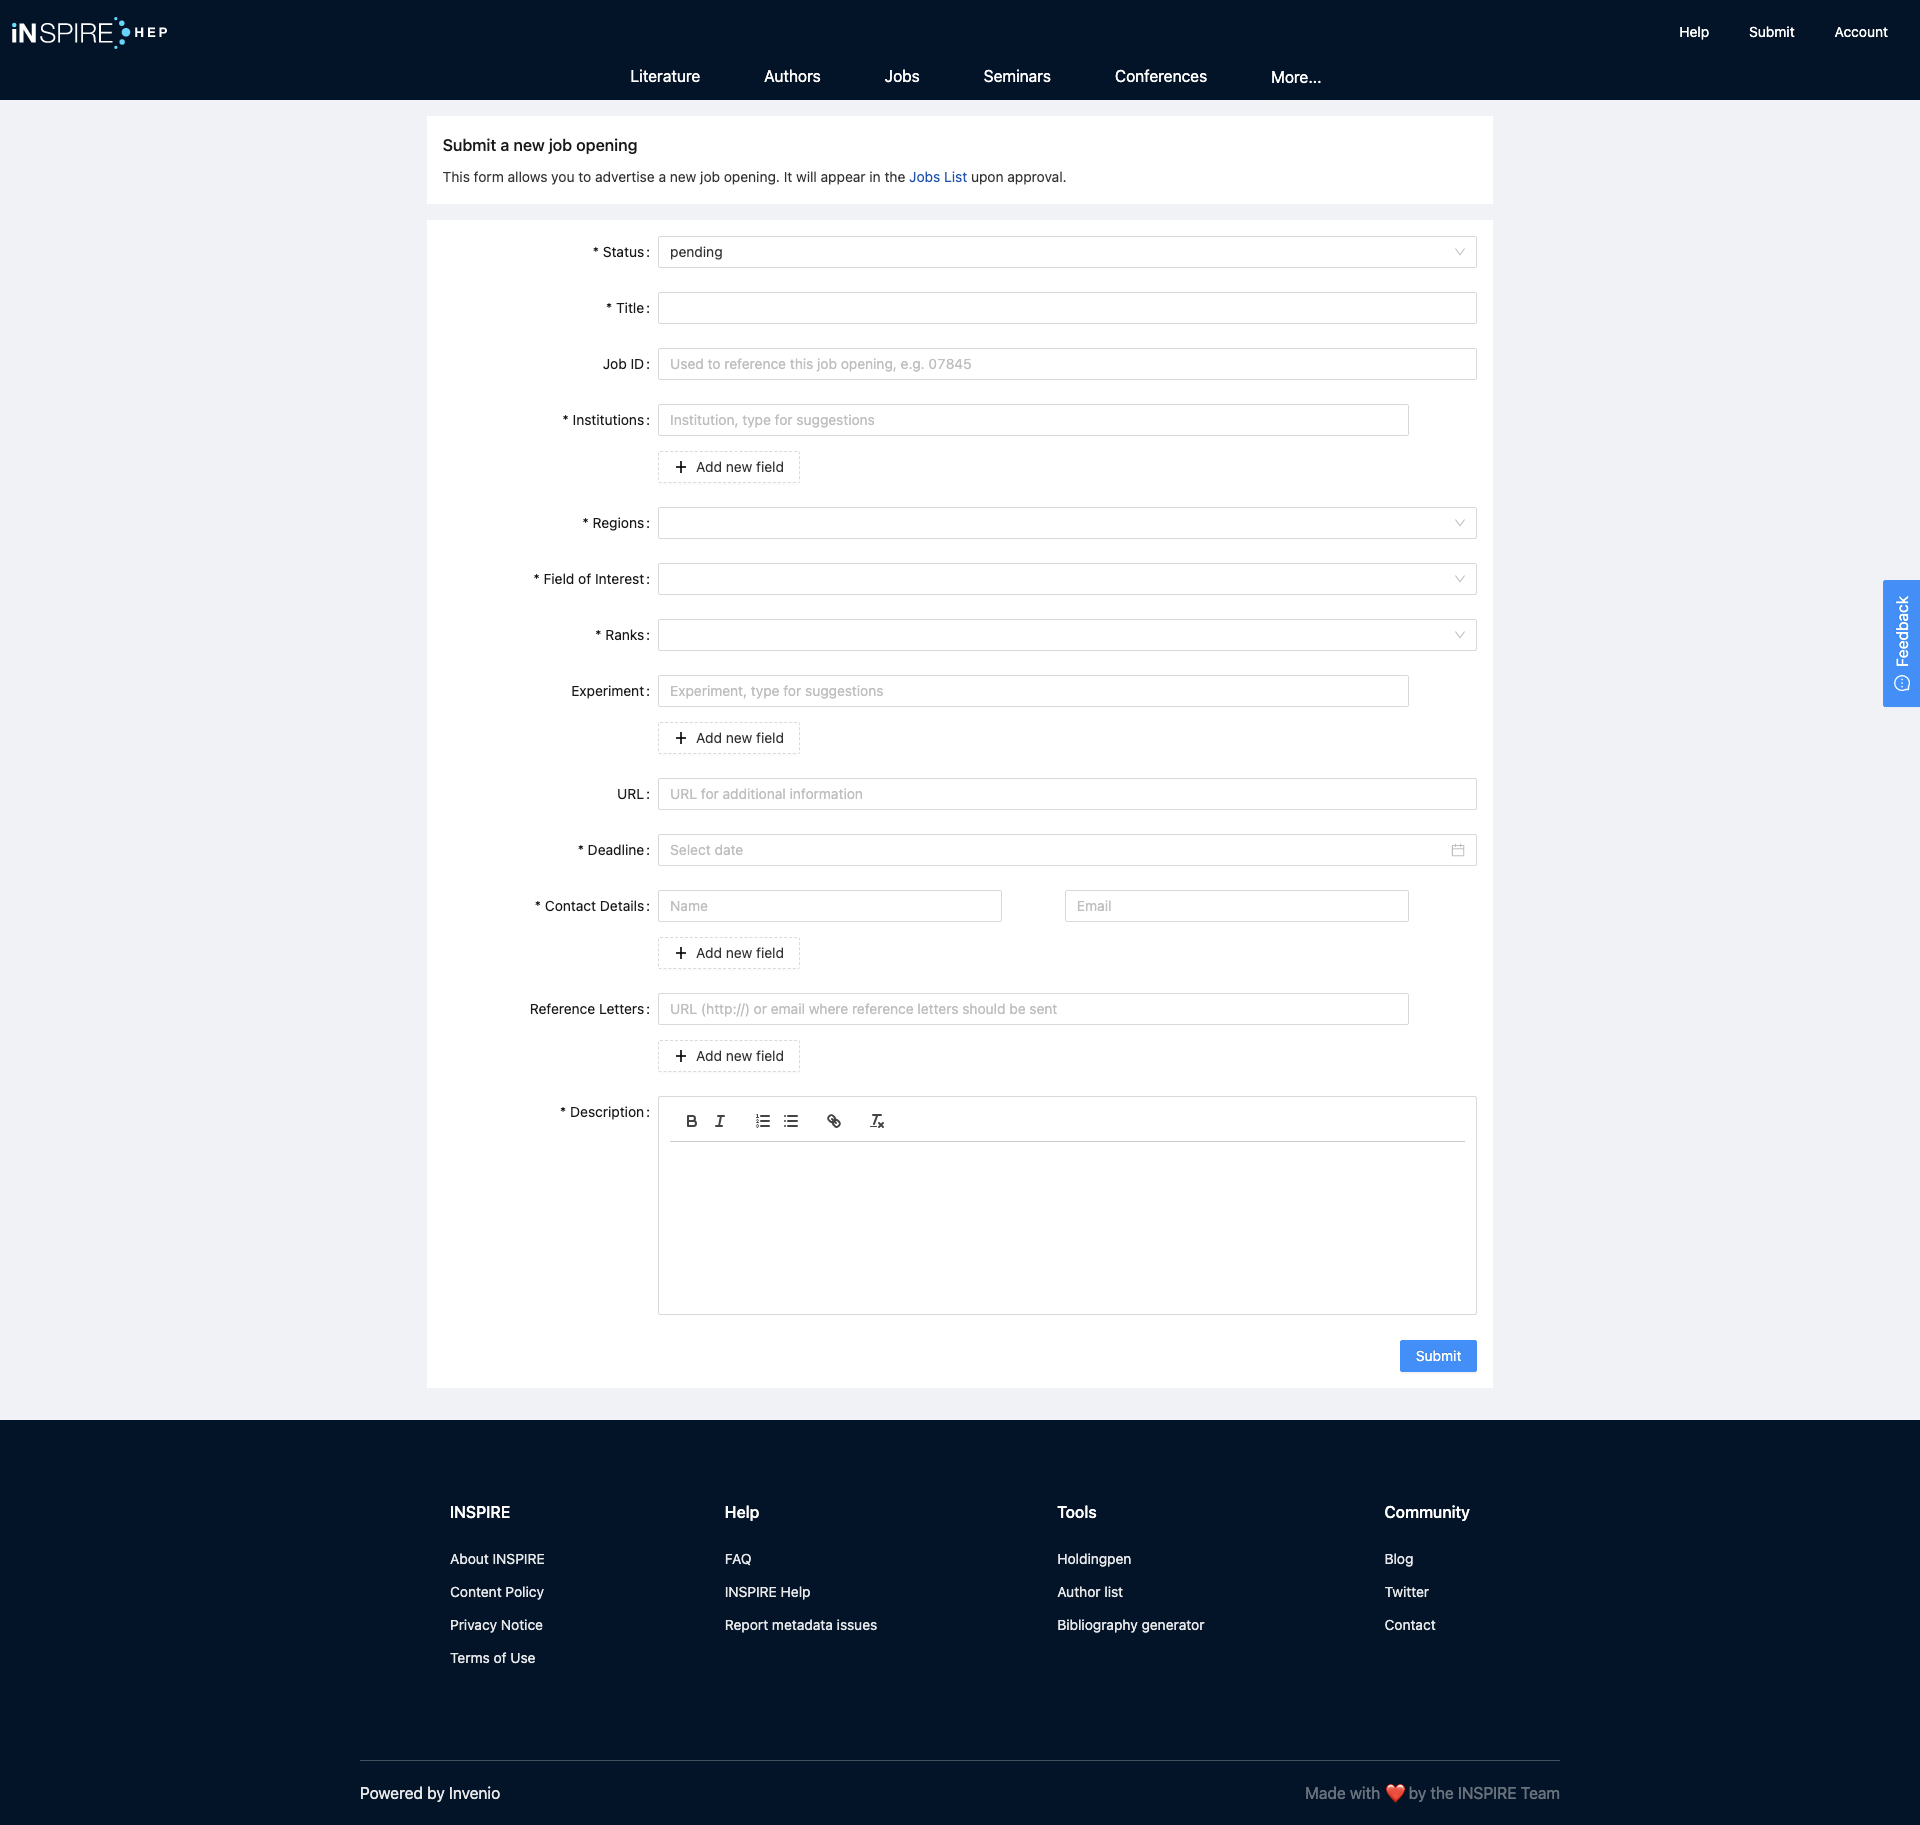 INSPIRE HEP
Help Submit Account
Literature Authors Jobs Seminars Conferences More...
Submit a new job opening
This form allows you to advertise a new job opening. It will appear in the Jobs List upon approval.
* Status: pending
* Title:
Job ID: Used to reference this job opening, e.g. 07845
* Institutions: Institution, type for suggestions
+ Add new field
* Regions:
* Field of Interest:
* Ranks:
Experiment: Experiment, type for suggestions
+ Add new field
URL: URL for additional information
* Deadline: Select date
* Contact Details: Name Email
+ Add new field
Reference Letters: URL (http://) or email where reference letters should be sent
+ Add new field
* Description:
Submit
Feedback
INSPIRE
About INSPIRE
Content Policy
Privacy Notice
Terms of Use
Help
FAQ
INSPIRE Help
Report metadata issues
Tools
Holdingpen
Author list
Bibliography generator
Community
Blog
Twitter
Contact
Powered by Invenio
Made with ❤️ by the INSPIRE Team